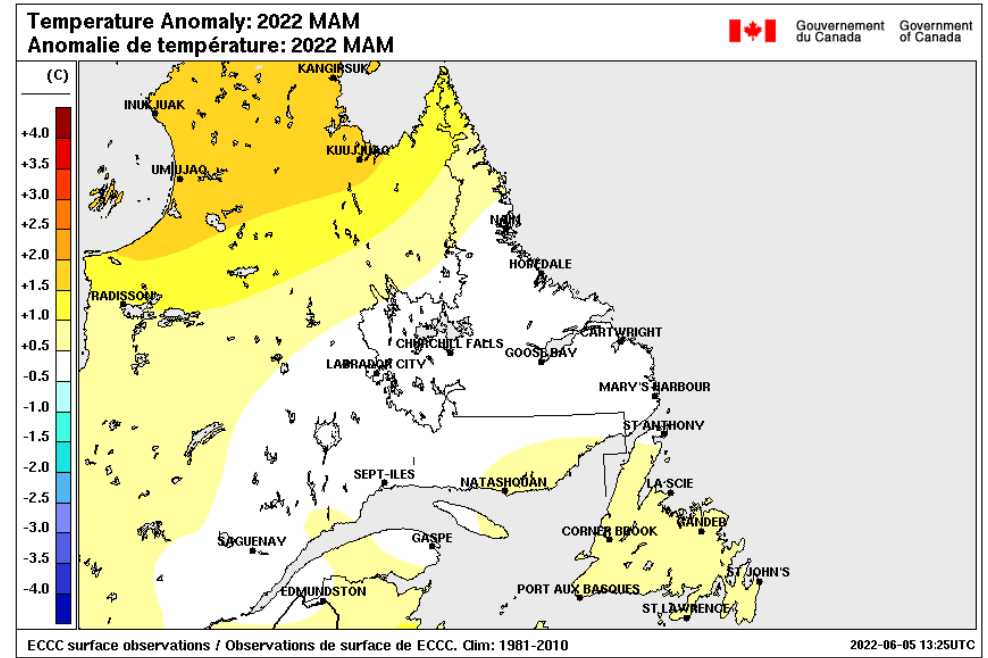 Temperature Anomaly: 2022 MAM
Anomalie de température: 2022 MAM
Gouvernement du Canada
Government of Canada
(C)
+4.0
+3.5
+3.0
+2.5
+2.0
+1.5
+1.0
+0.5
-0.5
-1.0
-1.5
-2.0
-2.5
-3.0
-3.5
-4.0
KANGIRSUK
INUKJUAK
KUUJJUAQ
UMIUJAQ
NAIN
HOPEDALE
RADISSON
CARTWRIGHT
CHURCHILL FALLS
GOOSE BAY
LABRADOR CITY
MARY'S HARBOUR
ST ANTHONY
SEPT-ILES
NATASHQUAN
LA SCIE
GANDER
CORNER BROOK
SAGUENAY
GASPE
ST JOHN'S
EDMUNDSTON
PORT AUX BASQUES
ST LAWRENCE
ECCC surface observations / Observations de surface de ECCC. Clim: 1981-2010
2022-06-05 13:25UTC